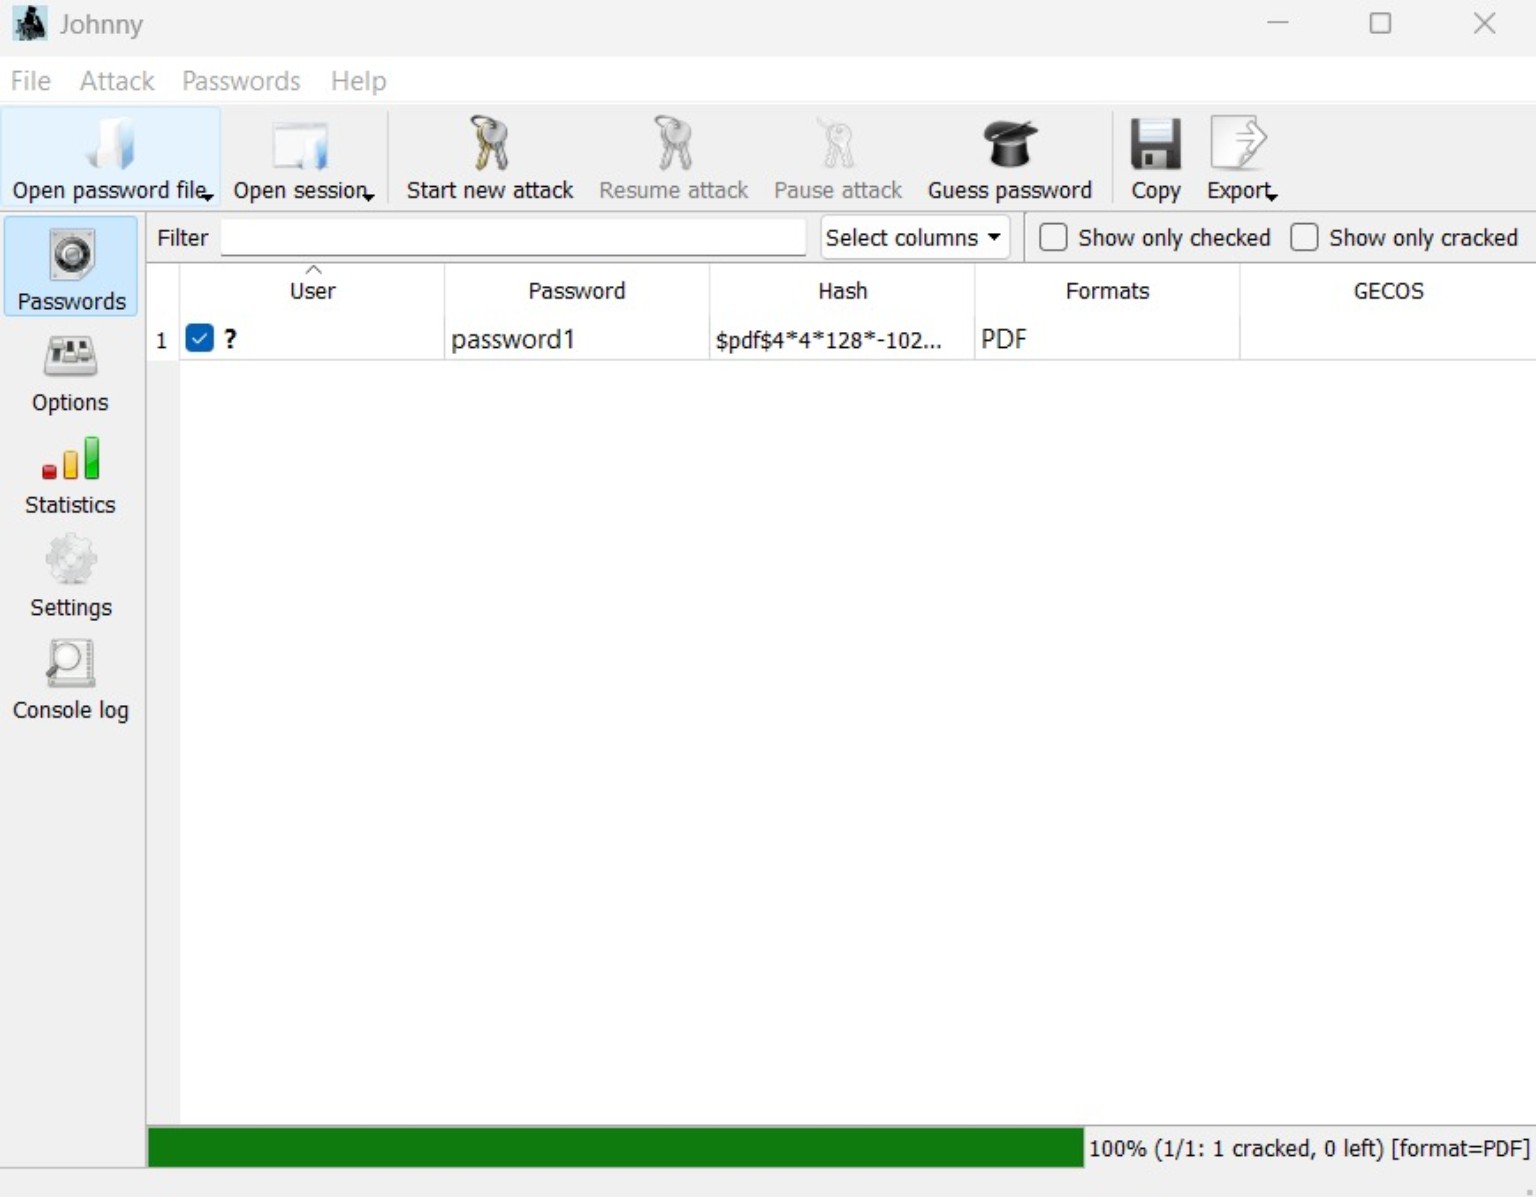 Johnny
File Attack Passwords Help
Open password file Open session Start new attack Resume attack Pause attack Guess password Copy Export
Passwords
Options
Statistics
Settings
Console log
Filter Select columns Show only checked Show only cracked
User Password Hash Formats GECOS
1 ? password1 $pdf$4*4*128*-102... PDF
100% (1/1: 1 cracked, 0 left) [format=PDF]